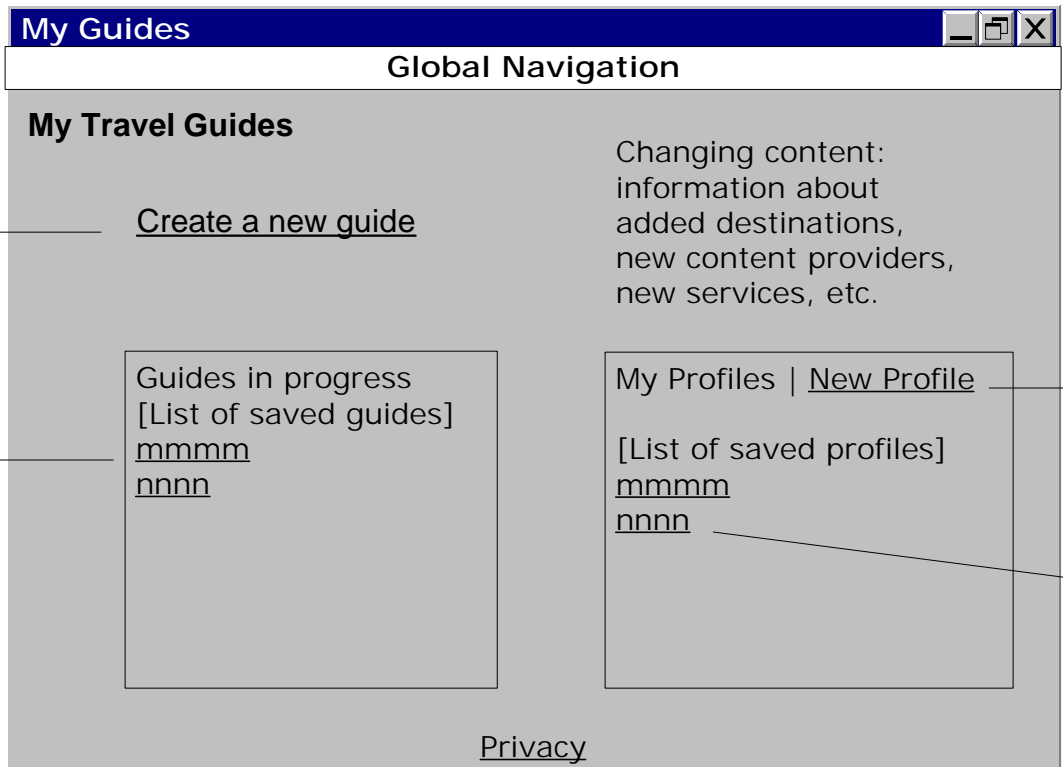 My Guides
Global Navigation
My Travel Guides
Create a new guide
Changing content:
information about
added destinations,
new content providers,
new services, etc.
Guides in progress
[List of saved guides]
mmmm
nnnn
My Profiles | New Profile
[List of saved profiles]
mmmm
nnnn
Privacy